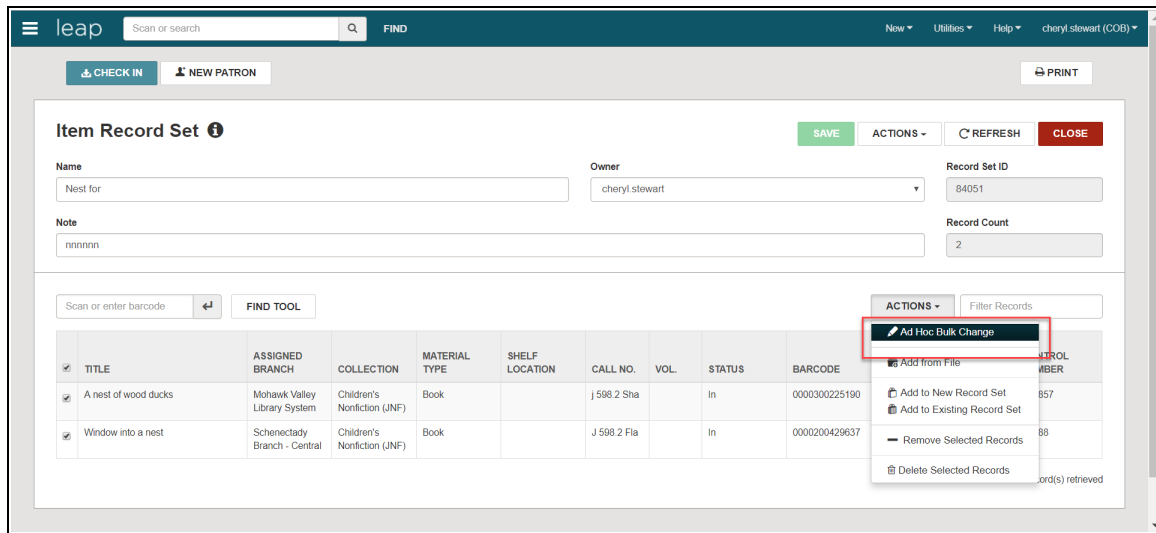 leap Scan or search FIND New Utilities Help cheryl.stewart (COB)
CHECK IN NEW PATRON PRINT
Item Record Set SAVE ACTIONS REFRESH CLOSE
Name Owner Record Set ID
Nest for cheryl.stewart 84051
Note Record Count
nnnnnn 2
Scan or enter barcode FIND TOOL ACTIONS Filter Records
Ad Hoc Bulk Change
Add from File
Add to New Record Set
Add to Existing Record Set
Remove Selected Records
Delete Selected Records
TITLE ASSIGNED BRANCH COLLECTION MATERIAL TYPE SHELF LOCATION CALL NO. VOL. STATUS BARCODE
A nest of wood ducks Mohawk Valley Library System Children's Nonfiction (JNF) Book j 598.2 Sha In 0000300225190 857
Window into a nest Schenectady Branch - Central Children's Nonfiction (JNF) Book J 598.2 Fla In 0000200429637 88
ord(s) retrieved